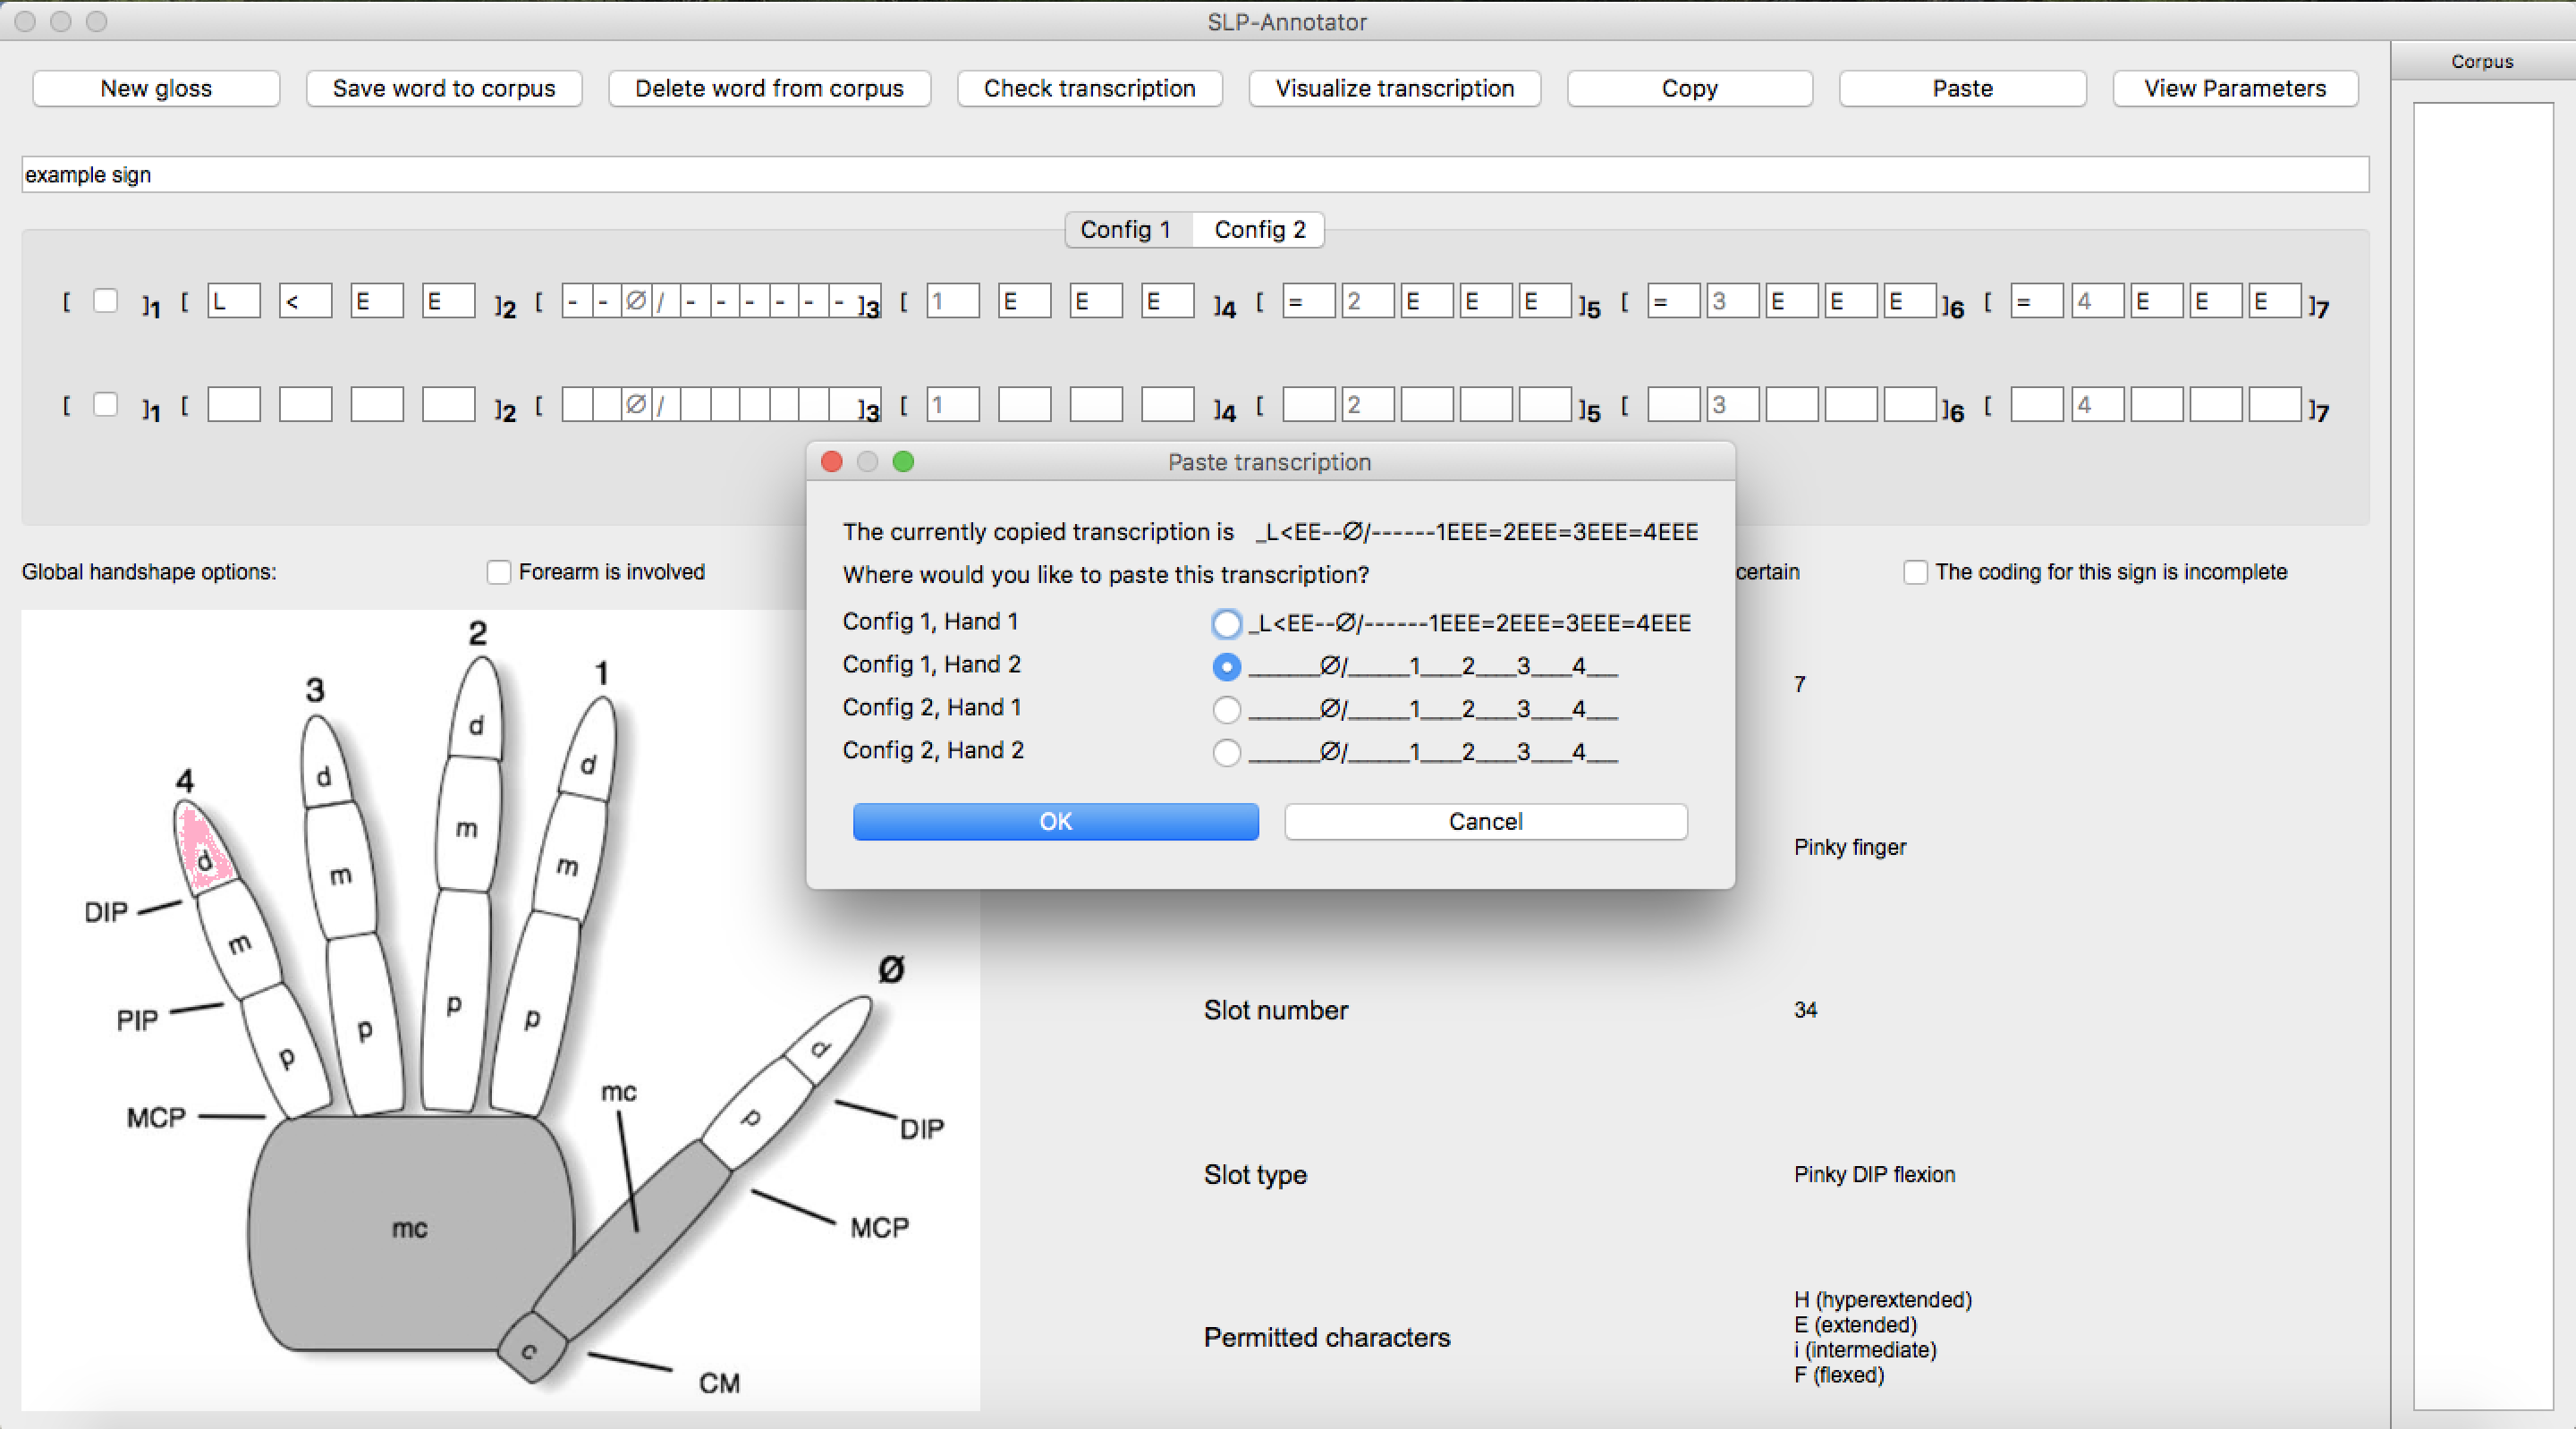 SLP-Annotator
Corpus
New gloss Save word to corpus Delete word from corpus Check transcription Visualize transcription Copy Paste View Parameters
example sign
Config 1 Config 2
[ ]1 [ L < E E ]2 [ - - Ø / - - - - - - ]3 [ 1 E E E ]4 [ = 2 E E E ]5 [ = 3 E E E ]6 [ = 4 E E E ]7
[ ]1 [ ]2 [ Ø / ]3 [ 1 ]4 [ 2 ]5 [ 3 ]6 [ 4 ]7
Paste transcription
The currently copied transcription is _L<EE--Ø/------1EEE=2EEE=3EEE=4EEE
Where would you like to paste this transcription?
Config 1, Hand 1 _L<EE--Ø/------1EEE=2EEE=3EEE=4EEE
Config 1, Hand 2 _______Ø/______1____2____3____4___
Config 2, Hand 1 _______Ø/______1____2____3____4___
Config 2, Hand 2 _______Ø/______1____2____3____4___
OK Cancel
Global handshape options: Forearm is involved certain The coding for this sign is incomplete
2
1
3
4
d
d
d
d
m
m
m
m
DIP
PIP
MCP
p
p
p
p
Ø
d
p
mc
DIP
MCP
mc
c
CM
7
Pinky finger
Slot number 34
Slot type Pinky DIP flexion
Permitted characters
H (hyperextended)
E (extended)
i (intermediate)
F (flexed)